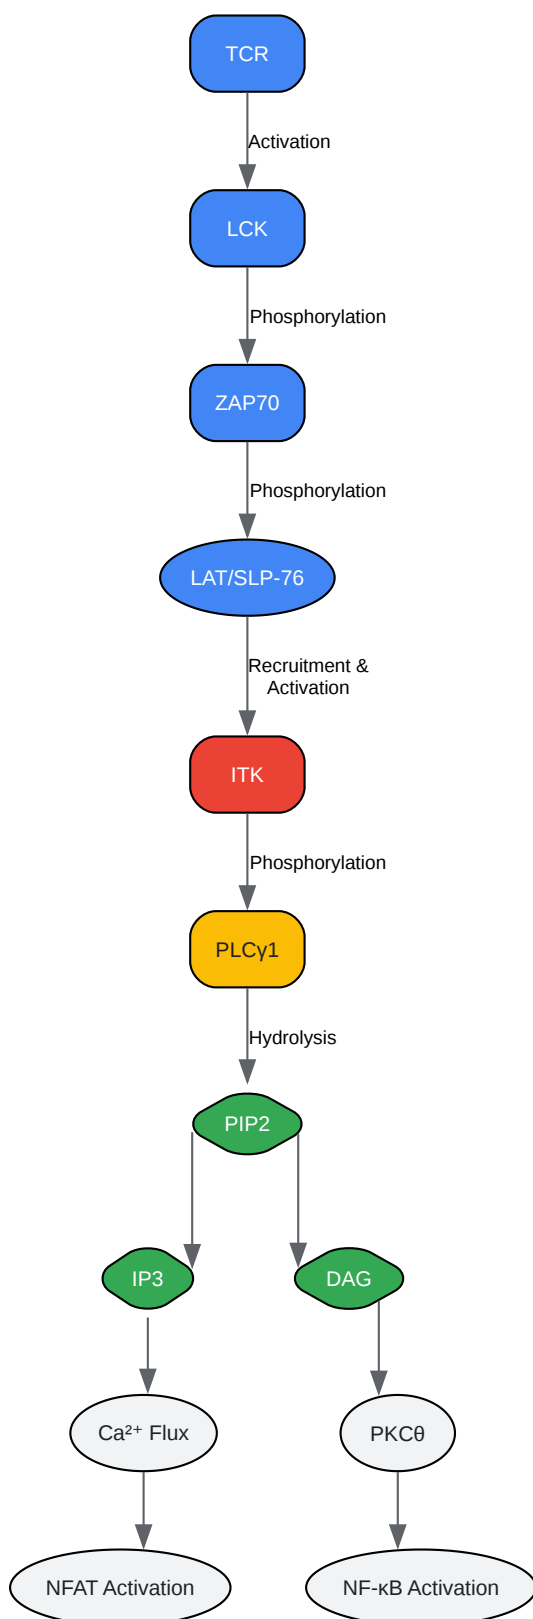 TCR
Activation
LCK
Phosphorylation
ZAP70
Phosphorylation
LAT/SLP-76
Recruitment &
Activation
ITK
Phosphorylation
PLCγ1
Hydrolysis
PIP2
IP3
DAG
Ca²⁺ Flux
PKCθ
NFAT Activation
NF-κB Activation